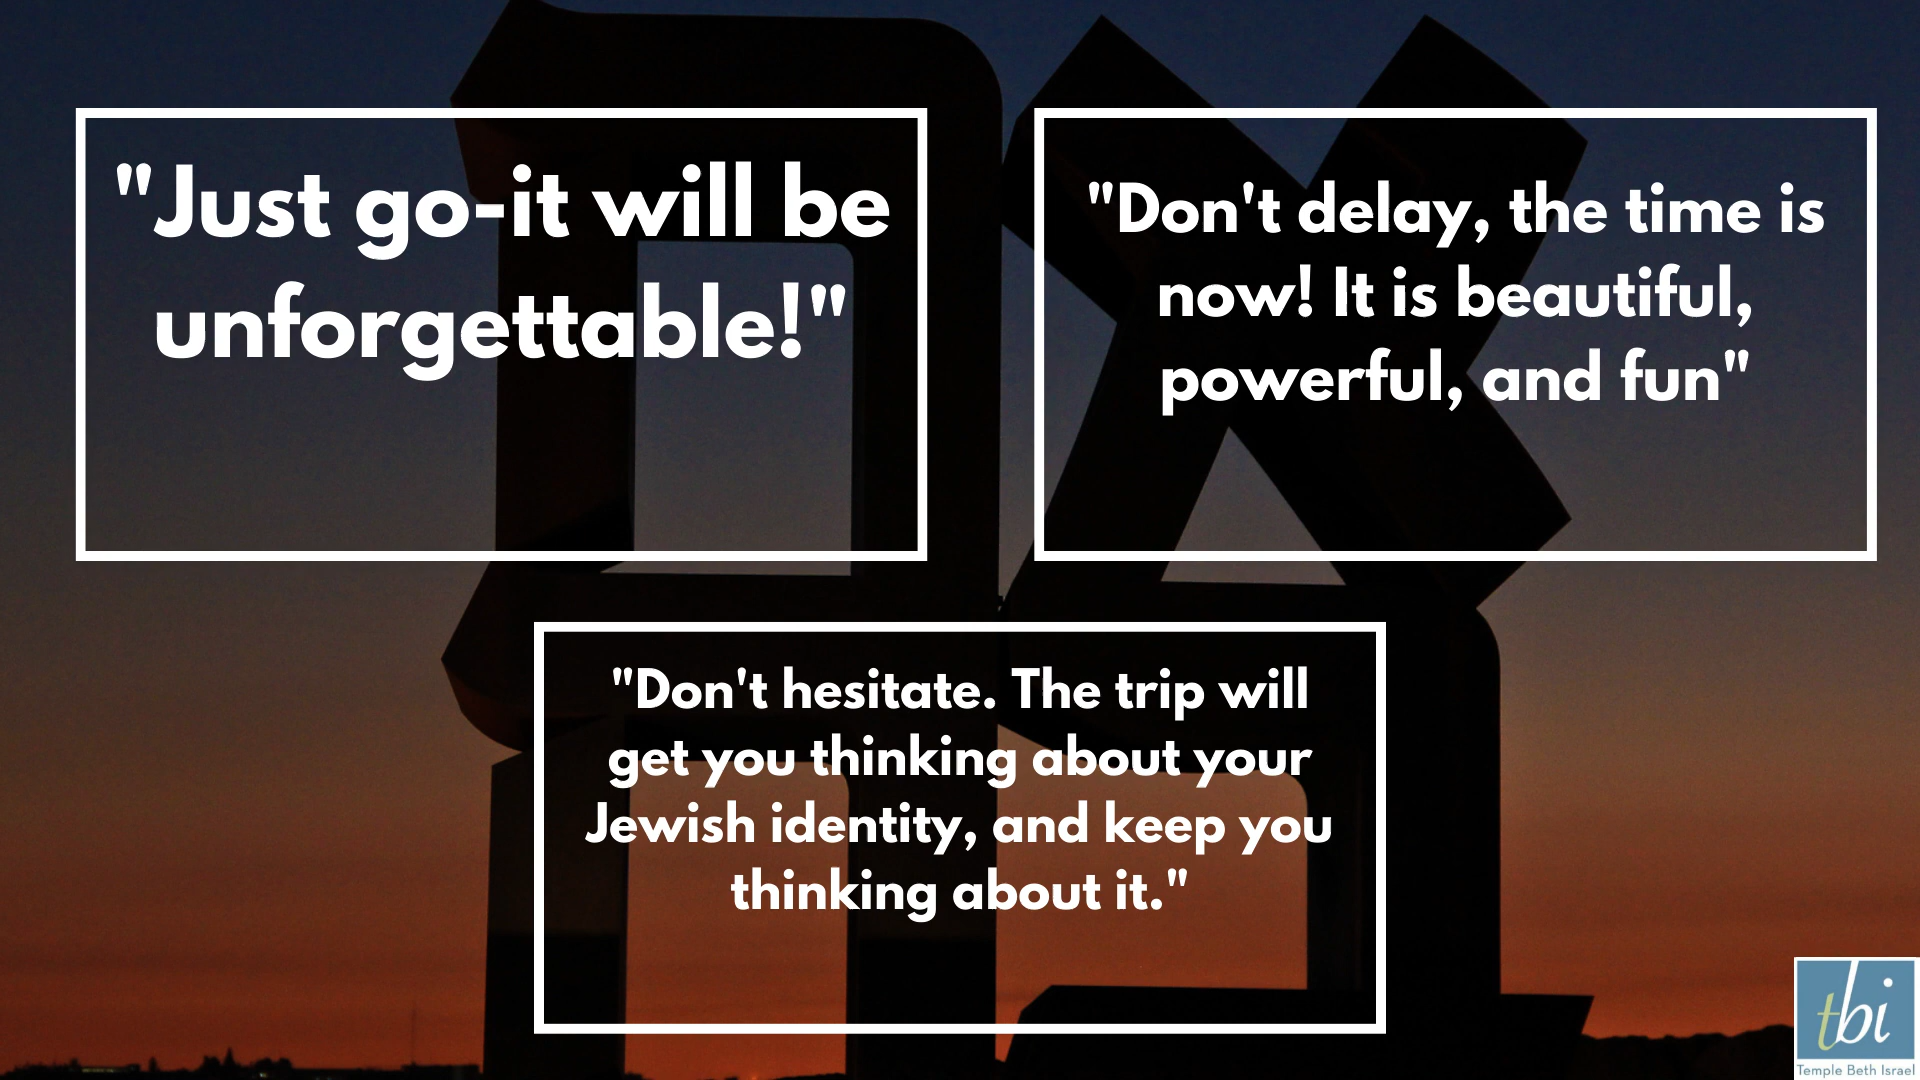 "Just go-it will be
unforgettable!"
"Don't delay, the time is
now! It is beautiful,
powerful, and fun"
"Don't hesitate. The trip will
get you thinking about your
Jewish identity, and keep you
thinking about it."
tbi
Temple Beth Israel